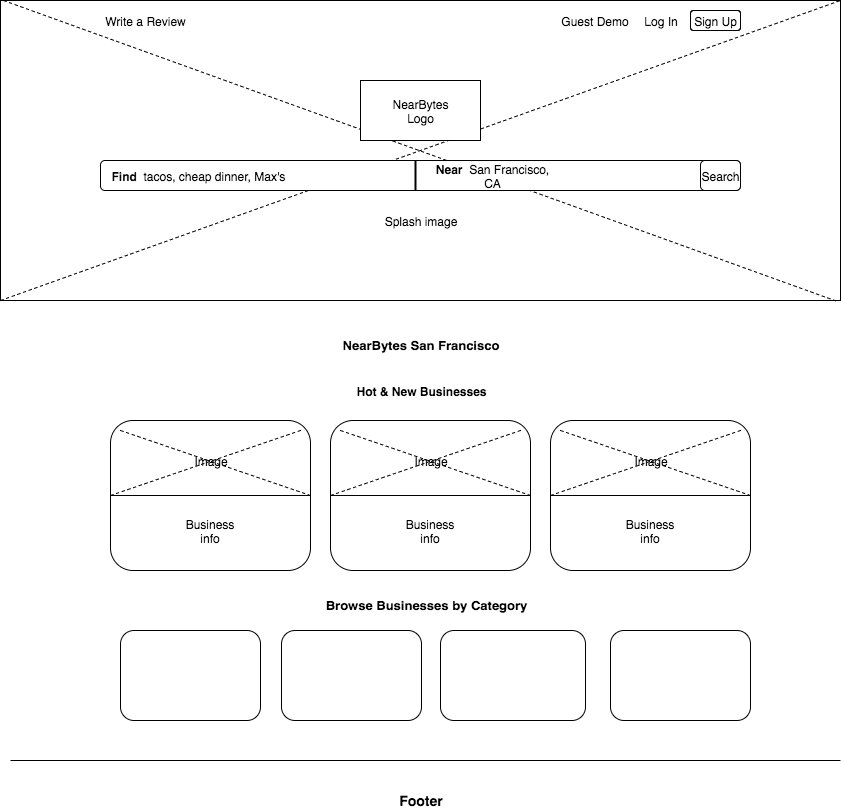 Write a Review
Guest Demo Log In Sign Up
NearBytes
Logo
Find tacos, cheap dinner, Max's
Near San Francisco,
CA
Search
Splash image
NearBytes San Francisco
Hot & New Businesses
Image
Image
Image
Business
info
Business
info
Business
info
Browse Businesses by Category
Footer